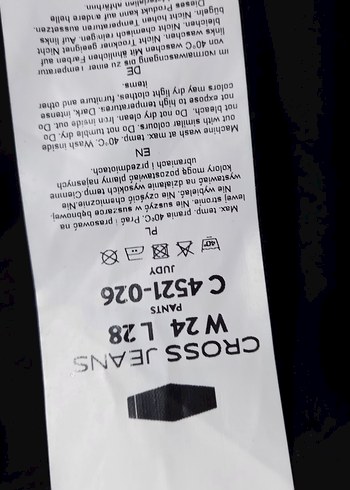 CROSS JEANS
W 24 L 28
PANTS
C 4521-026
JUDY
40°
PL
Max. temp. prania 40°C. Prać i prasować na
lewej stronie. Nie suszyć w suszarce bębnowej.
Nie wybielać. Nie czyścić chemicznie. Nie
wystawiać na działanie wysokich temp. Ciemne
kolory mogą pozostawiać plamy na jasnych
ubraniach i przedmiotach.
EN
Machine wash at max. temp. 40°C. Wash inside
out with similar colours. Do not tumble dry. Do
not bleach. Do not dry clean. Iron inside out. Do
not expose to high temperatures. Dark, intense
colors may dry light clothes, furniture and other
items.
DE
Im normalwaschgang bis zu einer Temperatur
von 40°C waschen. Mit ähnlichen Farben auf
links waschen. Nicht Trockner geeignet. Nicht
bleichen. Nicht chemisch reinigen. Auf links
bügeln. Nicht hohen Temperaturen aussetzen.
Dieses Produkt kann auf andere helle